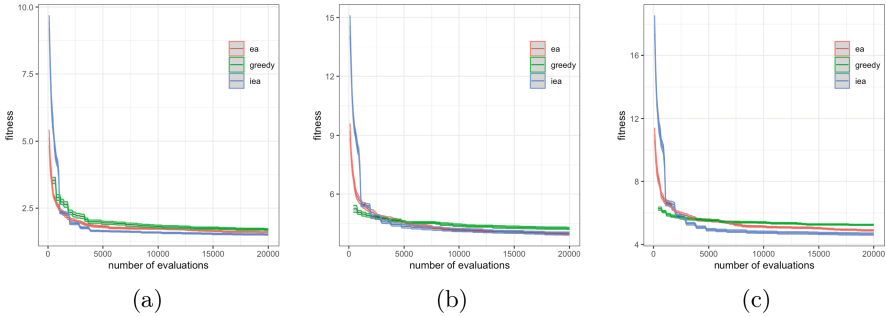 10.0
7.5
5.0
2.5
fitness
0 5000 10000 15000 20000
number of evaluations
ea
greedy
iea
(a)
15
12
9
6
fitness
0 5000 10000 15000 20000
number of evaluations
ea
greedy
iea
(b)
16
12
8
4
fitness
0 5000 10000 15000 20000
number of evaluations
ea
greedy
iea
(c)